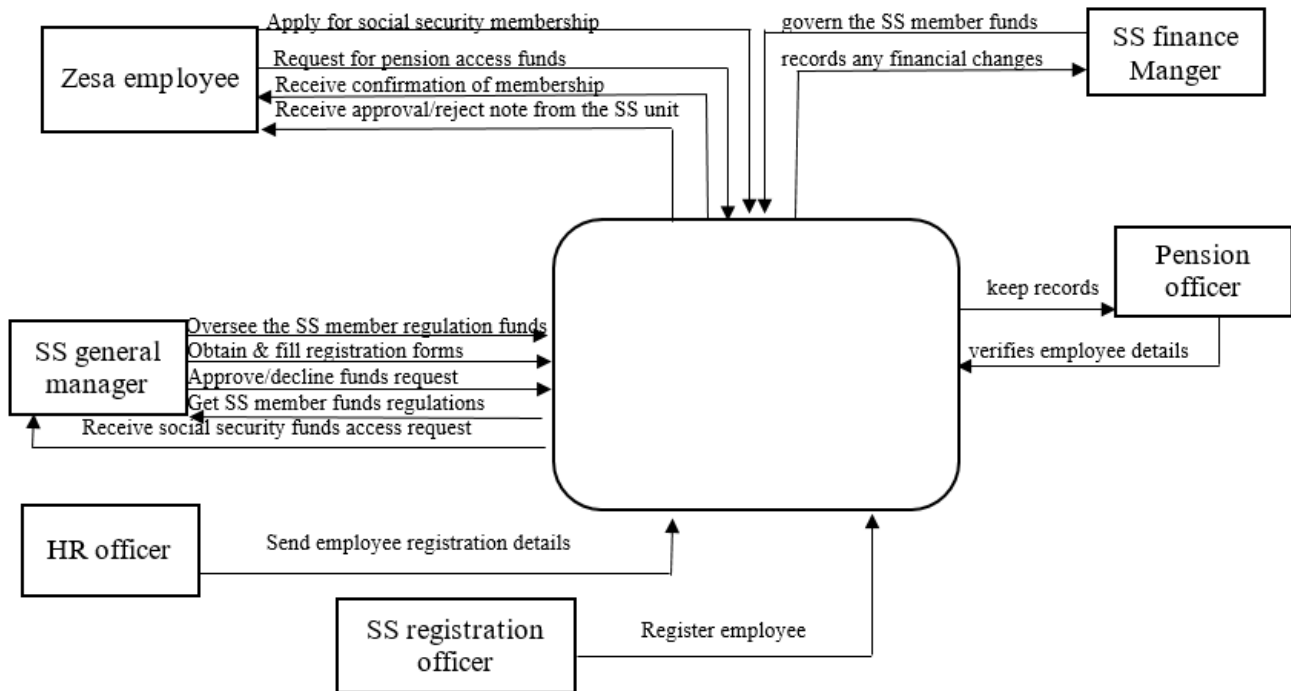 Apply for social security membership
govern the SS member funds
Zesa employee
SS finance
Manger
Request for pension access funds
records any financial changes
Receive confirmation of membership
Receive approval/reject note from the SS unit
Pension
officer
keep records
verifies employee details
SS general
manager
Oversee the SS member regulation funds
Obtain & fill registration forms
Approve/decline funds request
Get SS member funds regulations
Receive social security funds access request
HR officer
Send employee registration details
SS registration
officer
Register employee